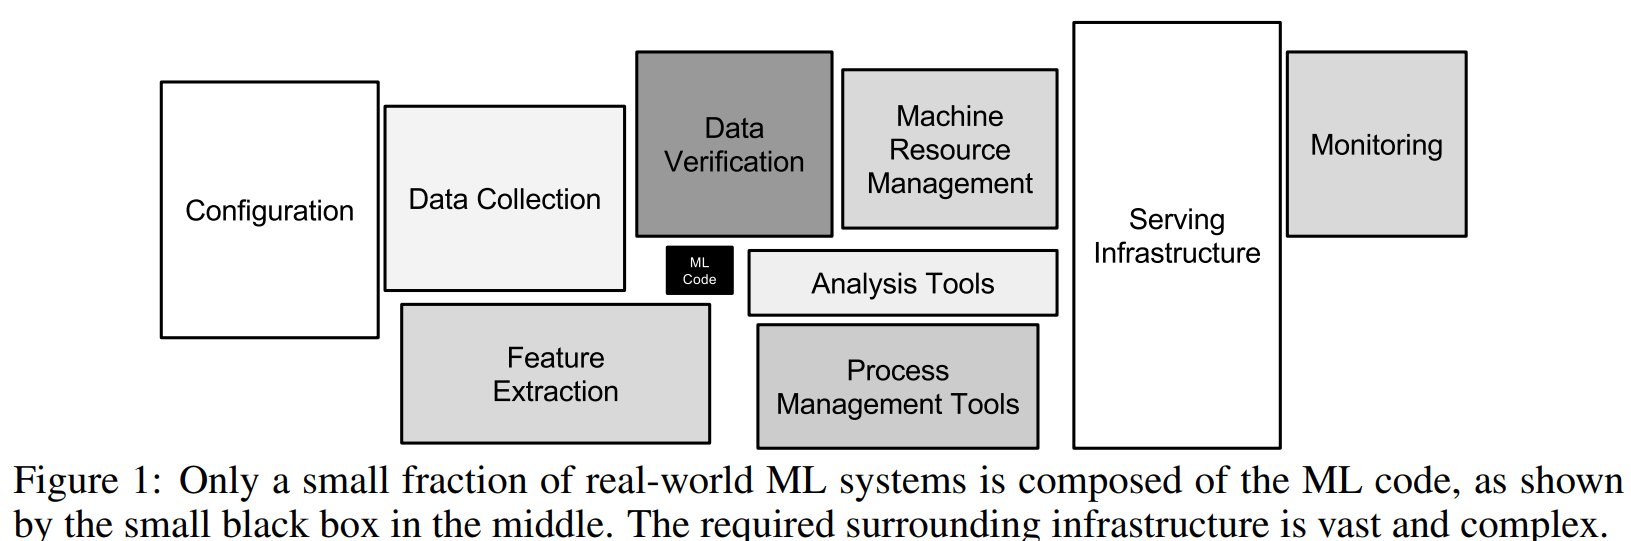 Configuration
Data Collection
Feature
Extraction
Data
Verification
ML
Code
Machine
Resource
Management
Analysis Tools
Process
Management Tools
Serving
Infrastructure
Monitoring
Figure 1: Only a small fraction of real-world ML systems is composed of the ML code, as shown
by the small black box in the middle. The required surrounding infrastructure is vast and complex.